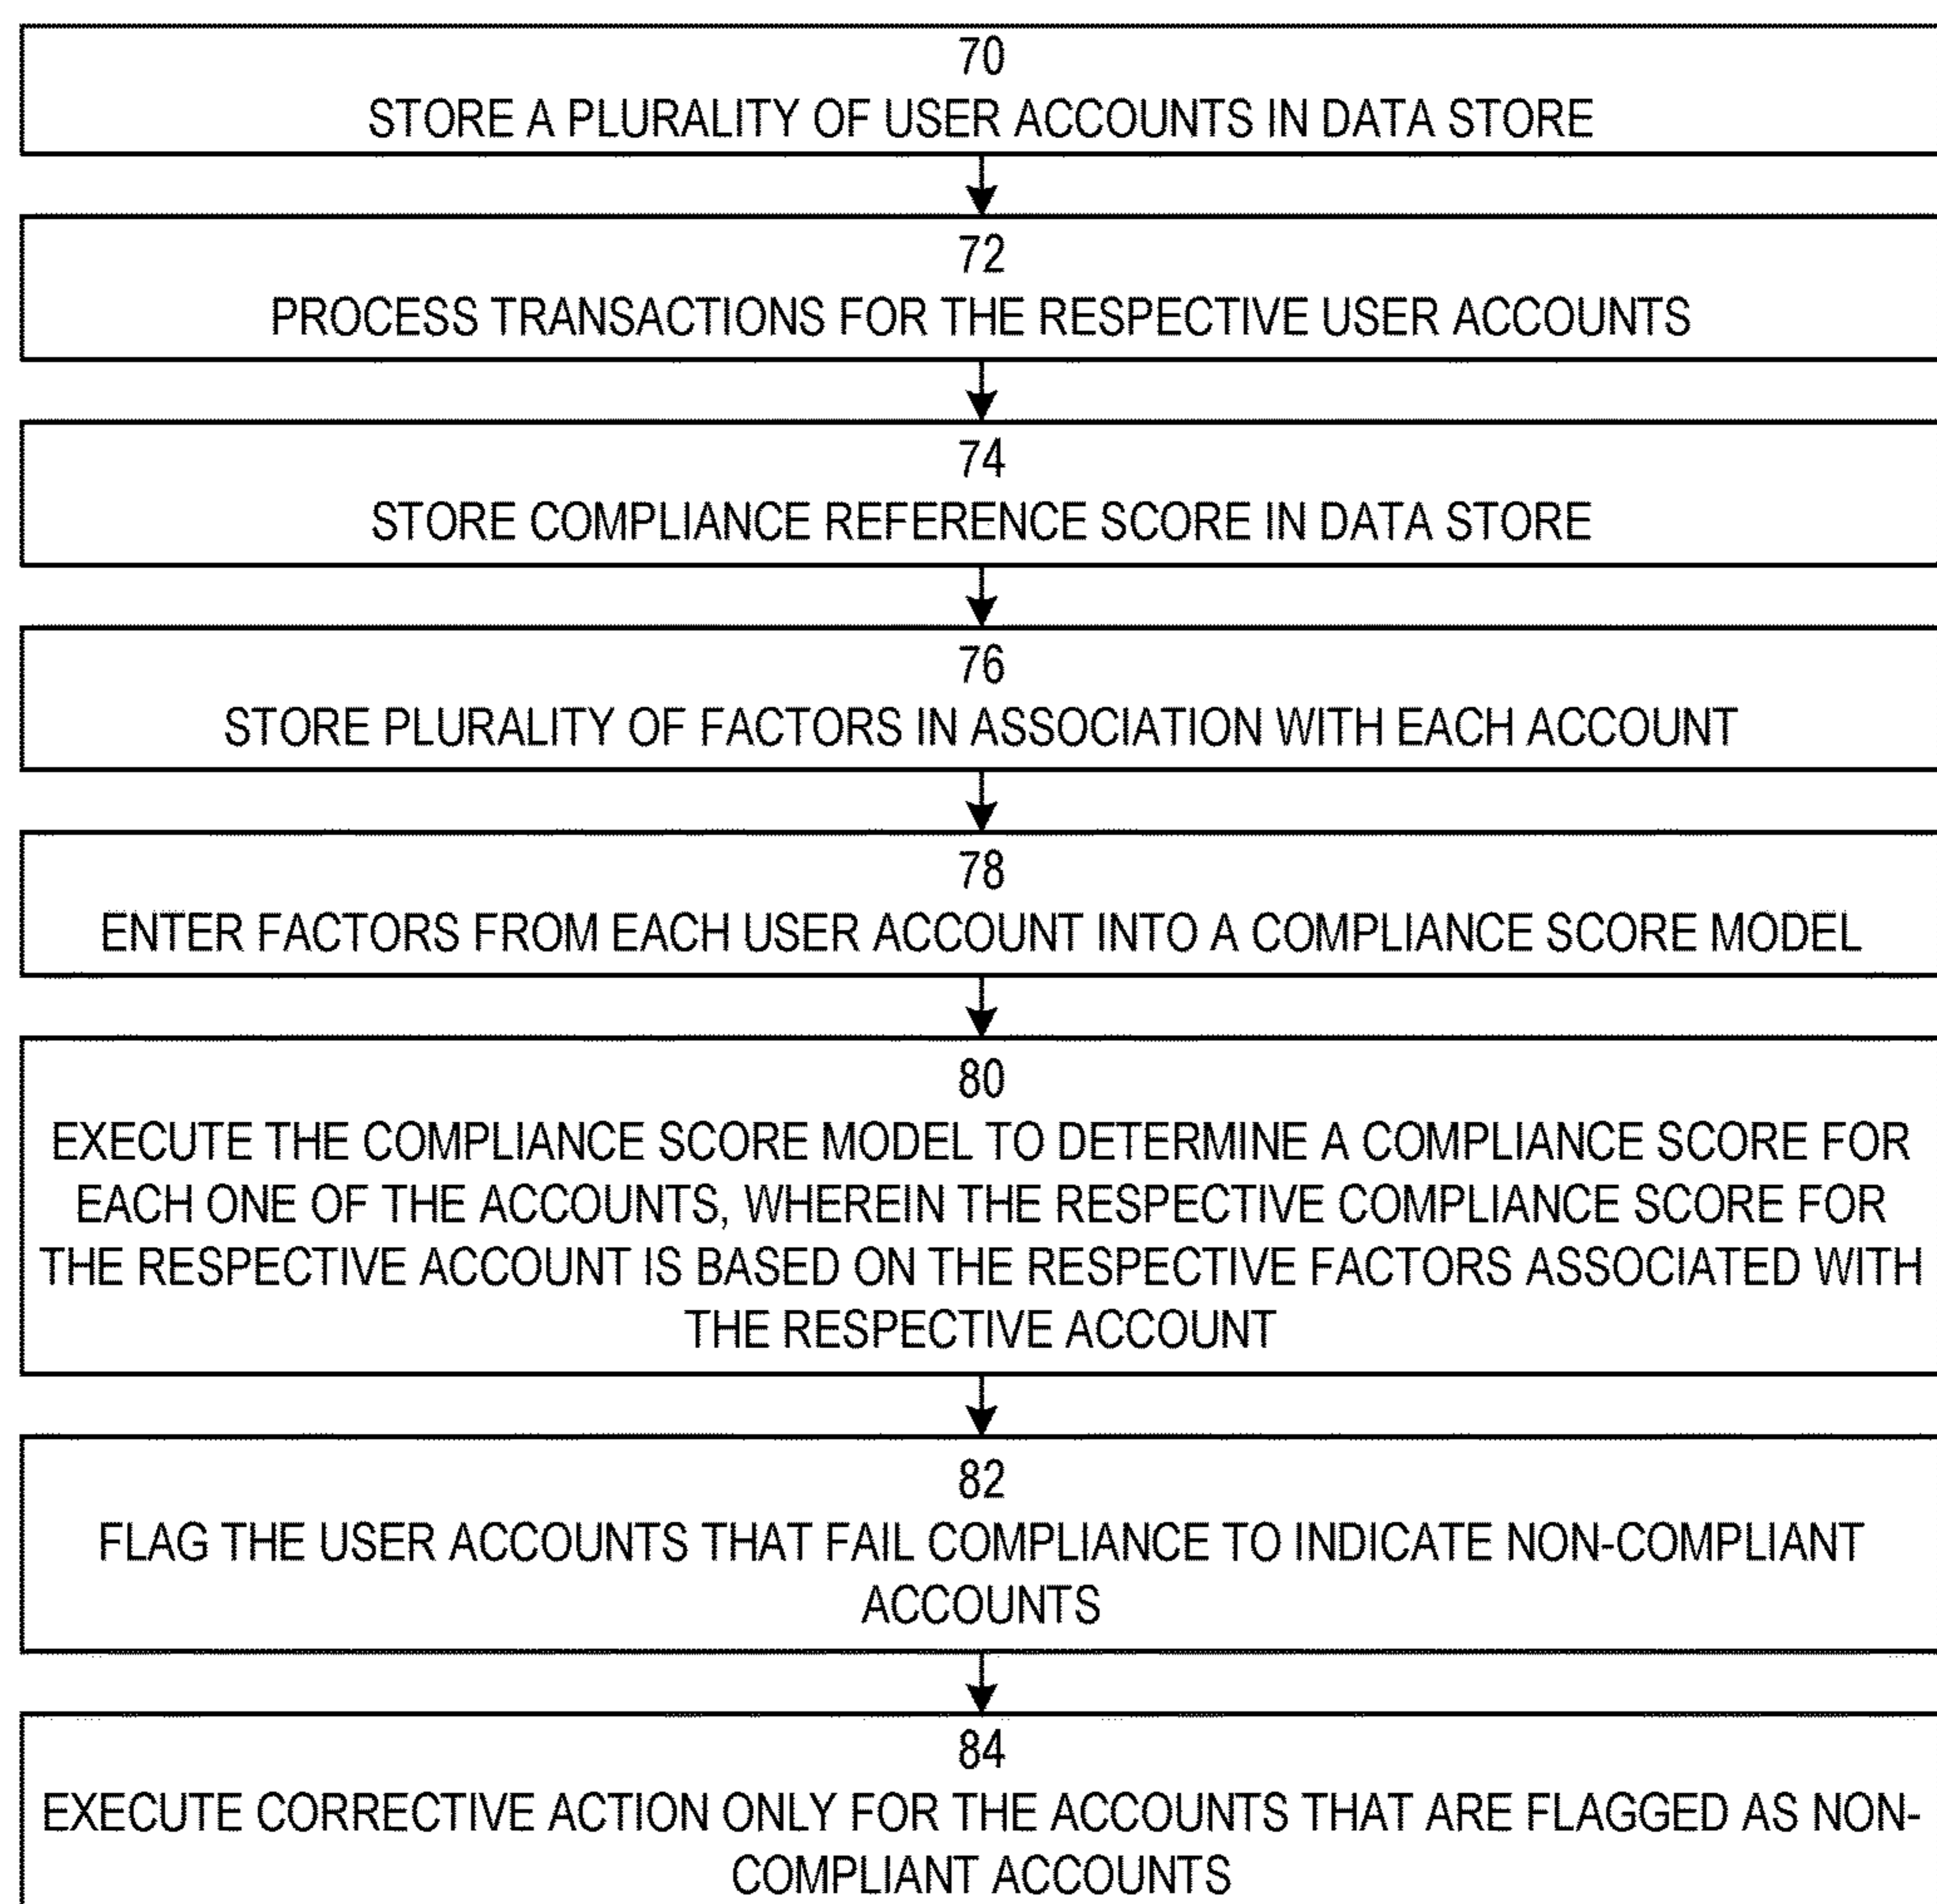 70
STORE A PLURALITY OF USER ACCOUNTS IN DATA STORE
72
PROCESS TRANSACTIONS FOR THE RESPECTIVE USER ACCOUNTS
74
STORE COMPLIANCE REFERENCE SCORE IN DATA STORE
76
STORE PLURALITY OF FACTORS IN ASSOCIATION WITH EACH ACCOUNT
78
ENTER FACTORS FROM EACH USER ACCOUNT INTO A COMPLIANCE SCORE MODEL
80
EXECUTE THE COMPLIANCE SCORE MODEL TO DETERMINE A COMPLIANCE SCORE FOR
EACH ONE OF THE ACCOUNTS, WHEREIN THE RESPECTIVE COMPLIANCE SCORE FOR
THE RESPECTIVE ACCOUNT IS BASED ON THE RESPECTIVE FACTORS ASSOCIATED WITH
THE RESPECTIVE ACCOUNT
82
FLAG THE USER ACCOUNTS THAT FAIL COMPLIANCE TO INDICATE NON-COMPLIANT
ACCOUNTS
84
EXECUTE CORRECTIVE ACTION ONLY FOR THE ACCOUNTS THAT ARE FLAGGED AS NON-
COMPLIANT ACCOUNTS